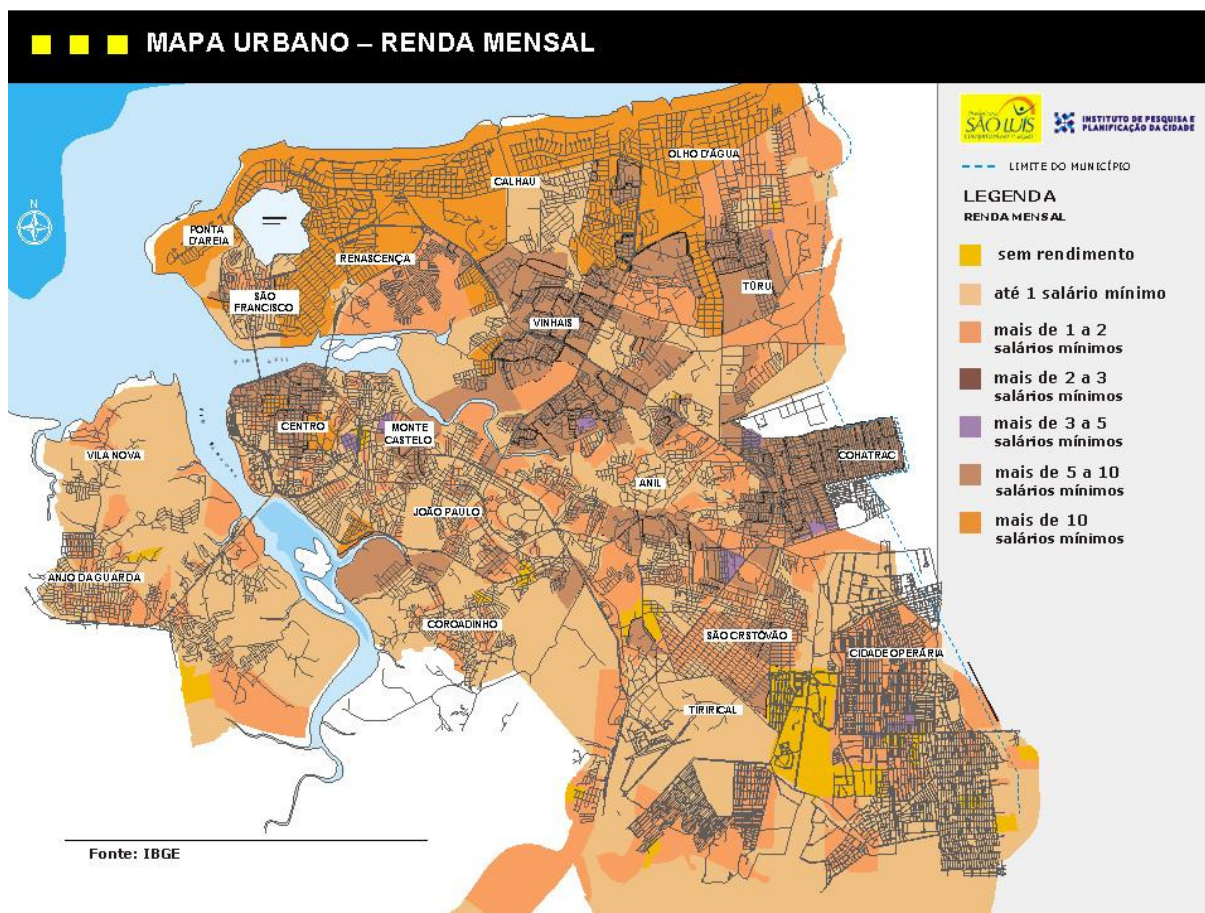 MAPA URBANO – RENDA MENSAL
SÃO LUÍS
INSTITUTO DE PESQUISA E
PLANIFICAÇÃO DA CIDADE
LIMITE DO MUNICÍPIO
LEGENDA
RENDA MENSAL
sem rendimento
até 1 salário mínimo
mais de 1 a 2
salários mínimos
mais de 2 a 3
salários mínimos
mais de 3 a 5
salários mínimos
mais de 5 a 10
salários mínimos
mais de 10
salários mínimos
N
OLHO D'ÁGUA
CALHAU
PONTA
D'AREIA
RENASCENÇA
SÃO
FRANCISCO
TÚRU
VINHAIS
CENTRO
MONTE
CASTELO
VILA NOVA
COHATRAC
ANIL
JOÃO PAULO
ANJO DA GUARDA
COROADINHO
SÃO CRSTÓVÃO
CIDADE OPERÁRIA
TIRIRICAL
Fonte: IBGE